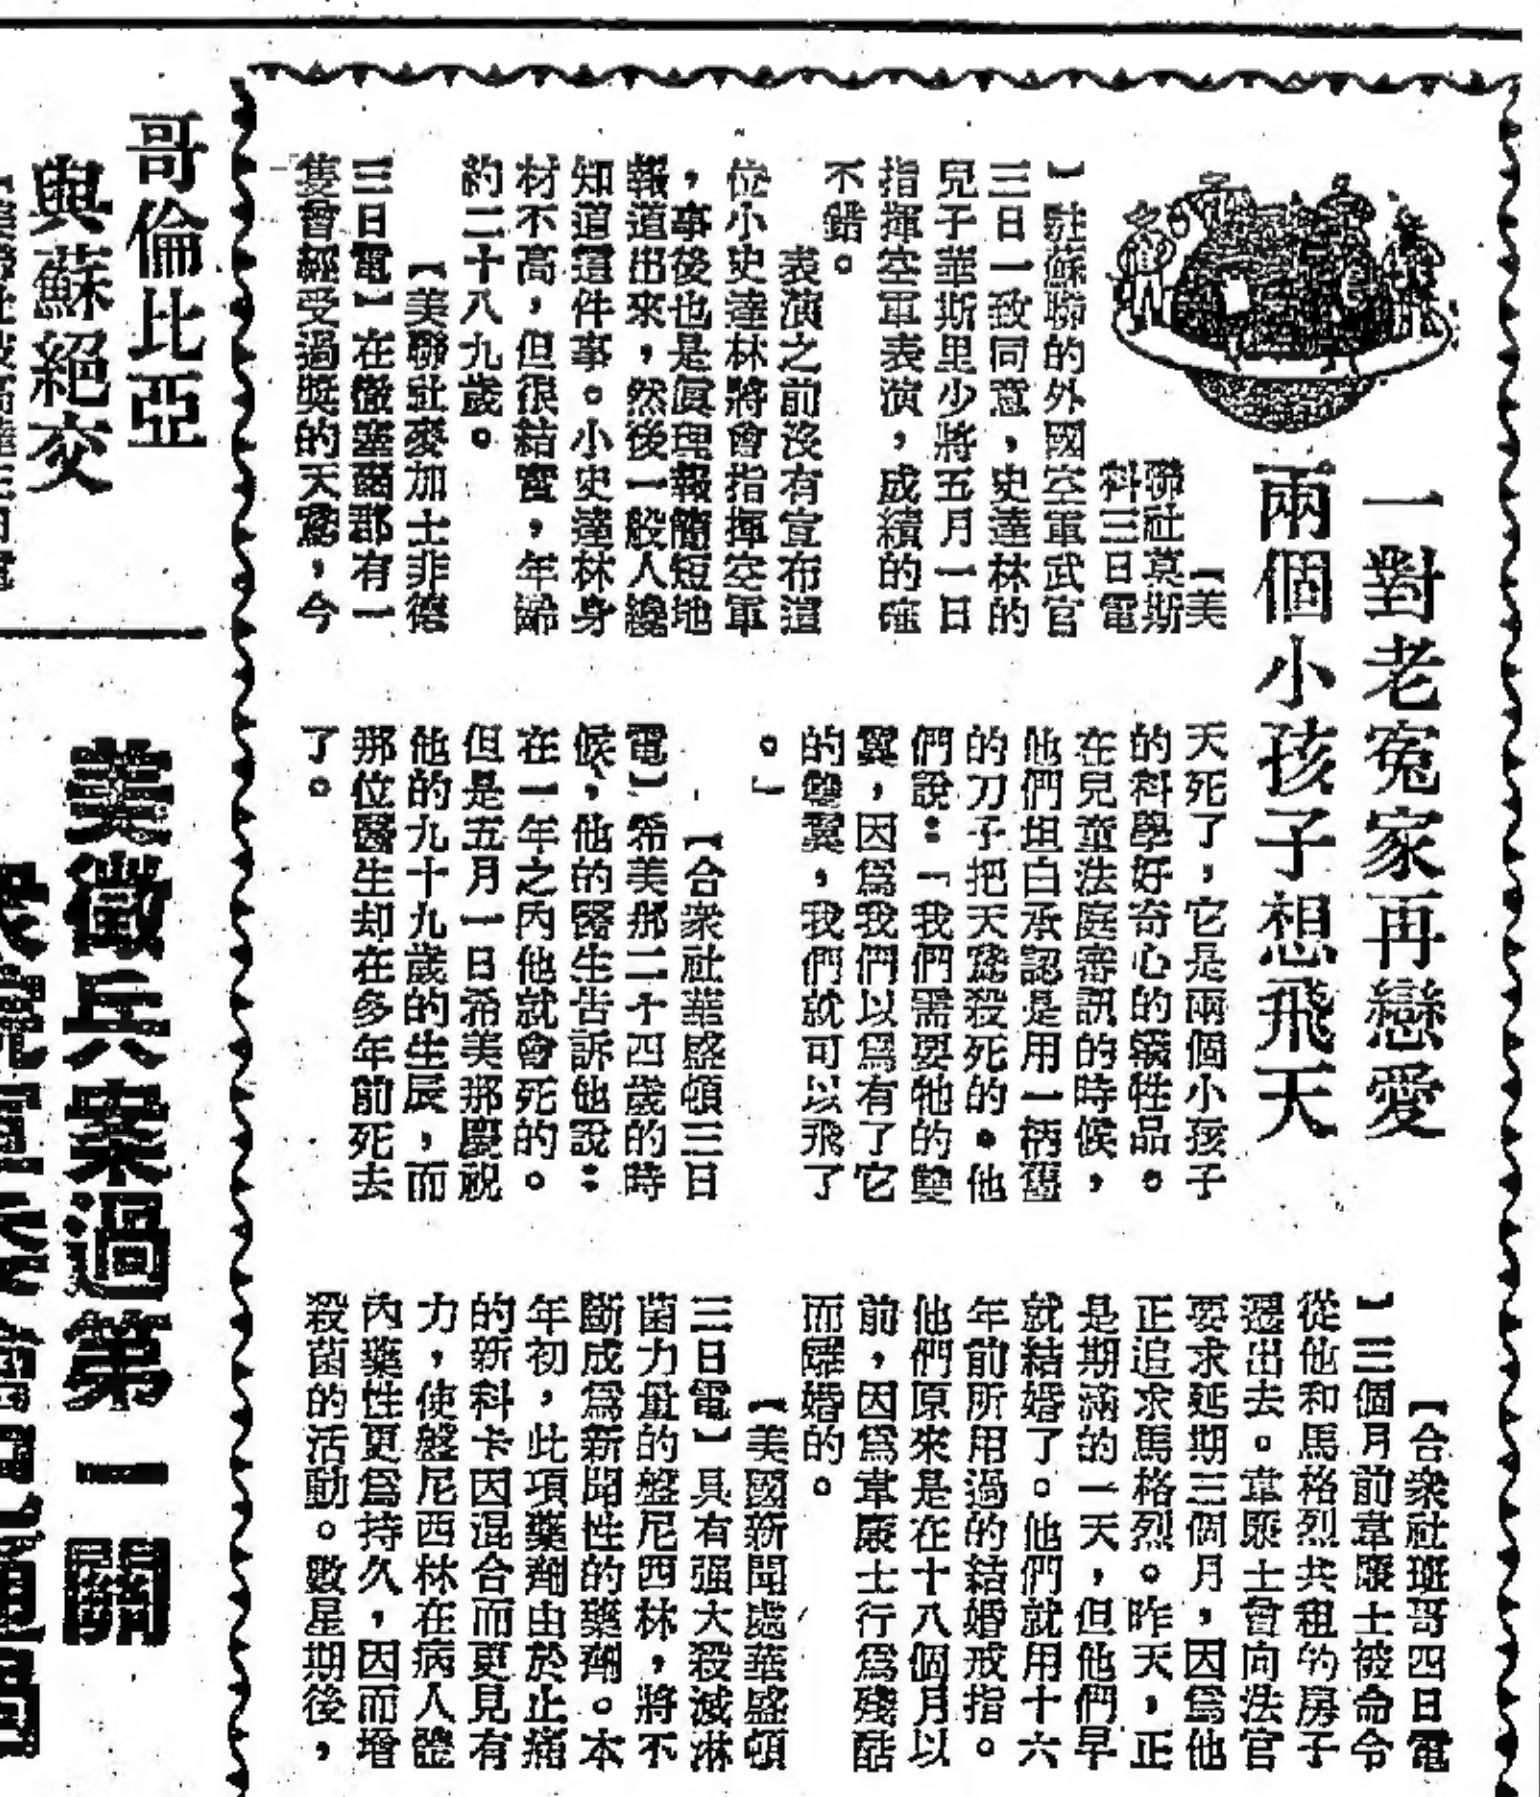 一對老寃家再戀愛
兩個小孩子想飛天
【美
聯社莫斯
科三日電
】駐蘇聯的外國空軍武官
三日一致同意，史達林的
兒子華斯里少將五月一日
指揮空軍表演，成績的確
不錯。
表演之前沒有宣布這
位小史達林將會指揮空軍
，事後也是眞理報簡短地
報道出來，然後一般人纔
知道這件事。小史達林身
材不高，但很結實，年齡
約二十八九歲。
【美聯社麥加士非德
三日電】在微塞爾郡有一
隻會經受過奬的天鵞，今
天死了，它是兩個小孩子
的科學好奇心的犧牲品。
在兒童法庭審訊的時候，
他們坦白承認是用一柄舊
的刀子把天鵞殺死的。他
們說：「我們需要牠的雙
翼，因爲我們以爲有了它
的雙翼，我們就可以飛了
。」
【合衆社華盛頓三日
電】希美那二十四歲的時
候，他的醫生告訴他說：
在一年之內他就會死的。
但是五月一日希美那慶祝
他的九十九歲的生辰，而
那位醫生却在多年前死去
了。
【合衆社班哥四日電
】三個月前韋廉士被命令
從他和馬格烈共租的房子
遷出去。韋廉士會向法官
要求延期三個月，因爲他
正追求馬格烈。昨天，正
是期滿的一天，但他們早
就結婚了。他們就用十六
年前所用過的結婚戒指。
他們原來是在十八個月以
前，因爲韋廉士行爲殘酷
而離婚的。
【美國新聞處華盛頓
三日電】具有强大殺滅淋
菌力量的盤尼西林，將不
斷成爲新聞性的藥劑。本
年初，此項藥劑由於止痛
的新科卡因混合而更見有
力，使盤尼西林在病人體
內藥性更爲持久，因而增
殺菌的活動。數星期後，
哥倫比亞
與蘇絕交
美徵兵案過第一關